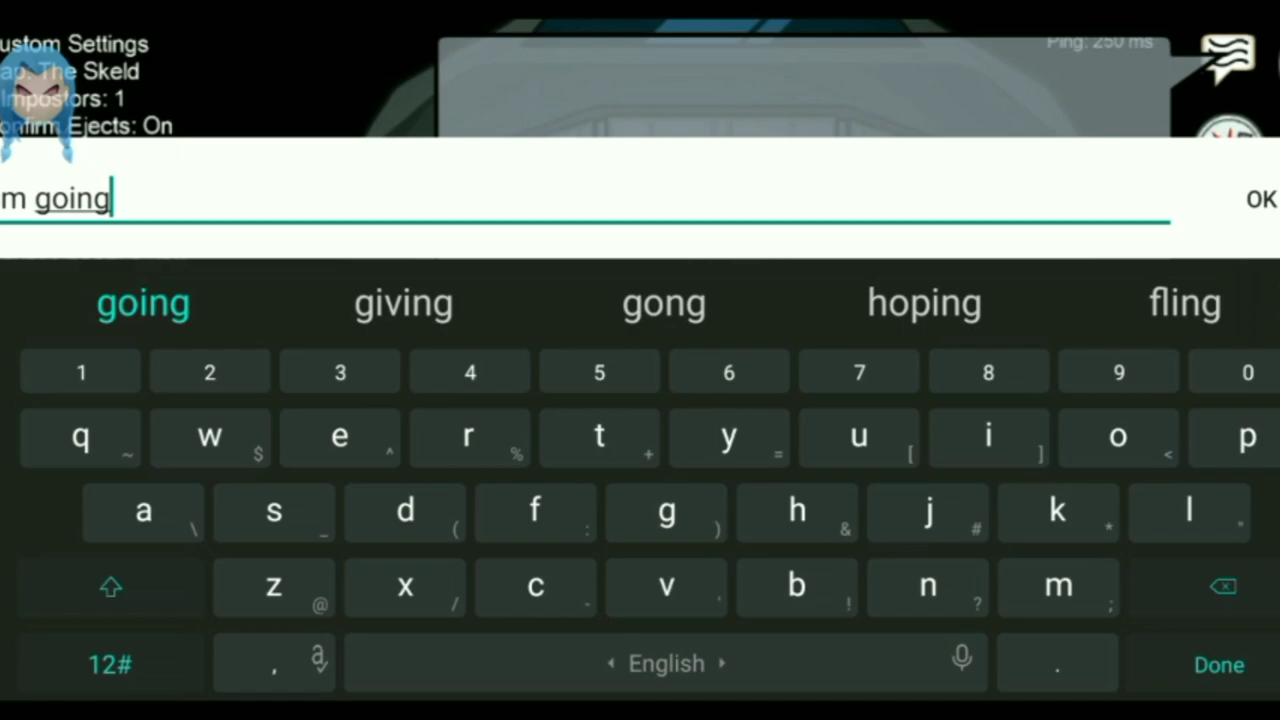 ustom Settings
Ping: 250 ms
ap: The Skeld
Impostors: 1
onfirm Ejects: On
m going
OK
going giving gong hoping fling
1 2 3 4 5 6 7 8 9 0
q ~ w $ e ^ r % t + y = u [ i ] o < p
a \ s _ d ( f : g ) h & j # k * l "
z @ x / c - v ' b ! n ? m ;
12# , a English . Done